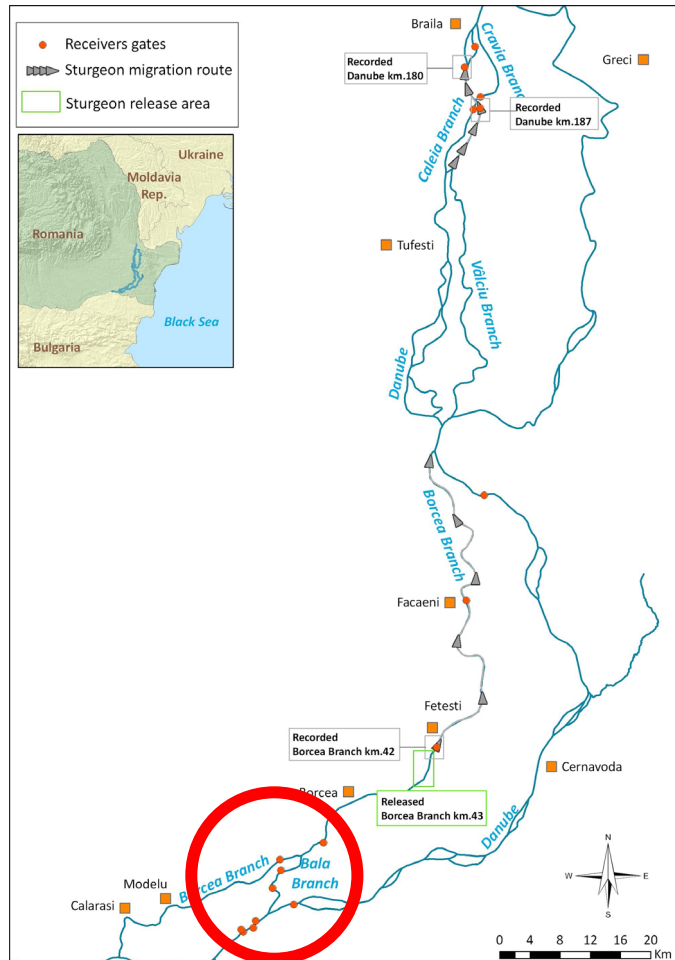 Receivers gates
Sturgeon migration route
Sturgeon release area
Ukraine
Moldavia
Rep.
Romania
Black Sea
Bulgaria
Braila
Cravia Branch
Greci
Recorded
Danube km.180
Recorded
Danube km.187
Caleia Branch
Tufesti
Vâlciu Branch
Danube
Borcea Branch
Facaeni
Fetesti
Recorded
Borcea Branch km.42
Cernavoda
Borcea
Released
Borcea Branch km.43
Danube
Borcea Branch
Bala
Branch
Modelu
Calarasi
N
W
E
S
0 2 4 8 12 16 20
Km